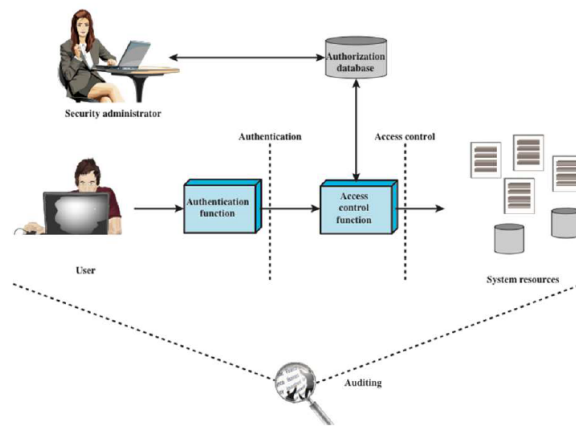 Authorization
database
Security administrator
Authentication
Access control
Authentication
function
Access
control
function
User
System resources
Auditing